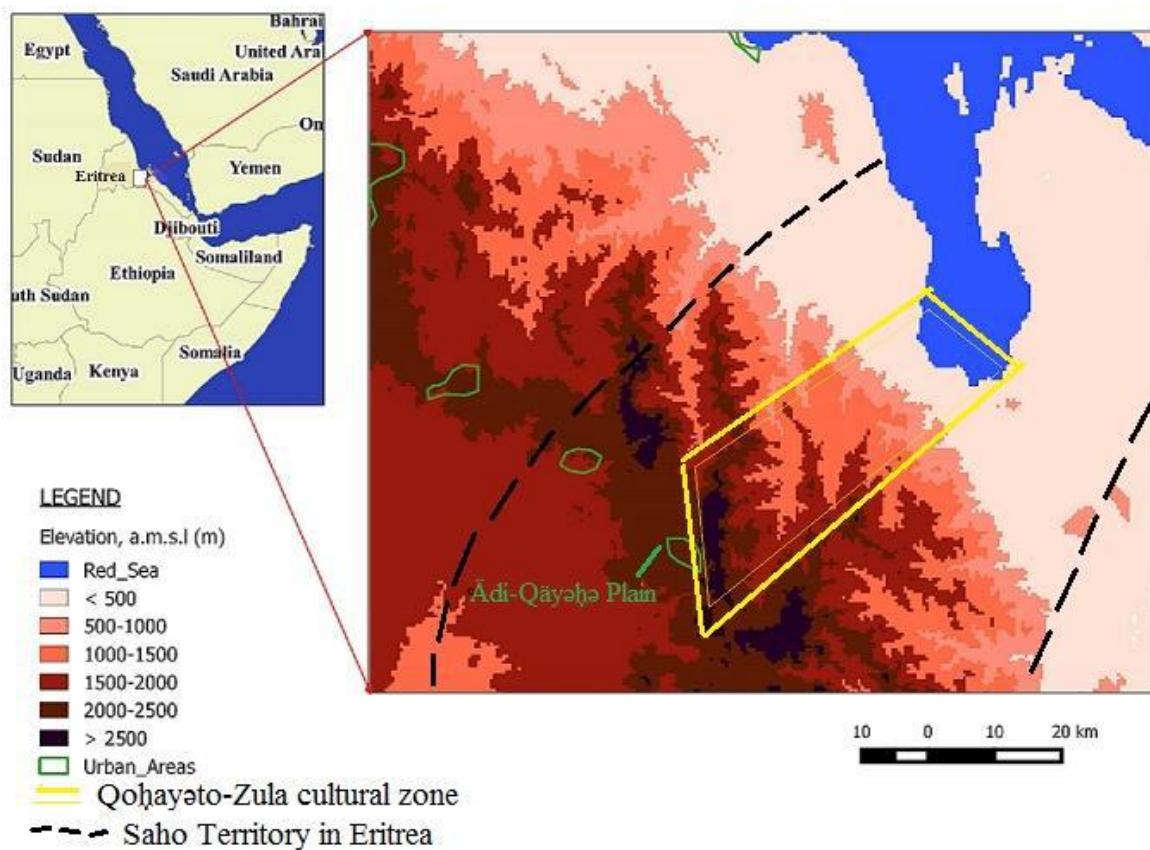 Bahrai
Egypt
United Ara
Saudi Arabia
On
Sudan
Eritrea
Yemen
Djibouti
Somaliland
Ethiopia
uth Sudan
Somalia
Uganda
Kenya
Ädi-Qäyəḥə Plain
LEGEND
Elevation, a.m.s.l (m)
Red_Sea
< 500
500-1000
1000-1500
1500-2000
2000-2500
> 2500
Urban_Areas
Qoḥayəto-Zula cultural zone
Saho Territory in Eritrea
10 0 10 20 km